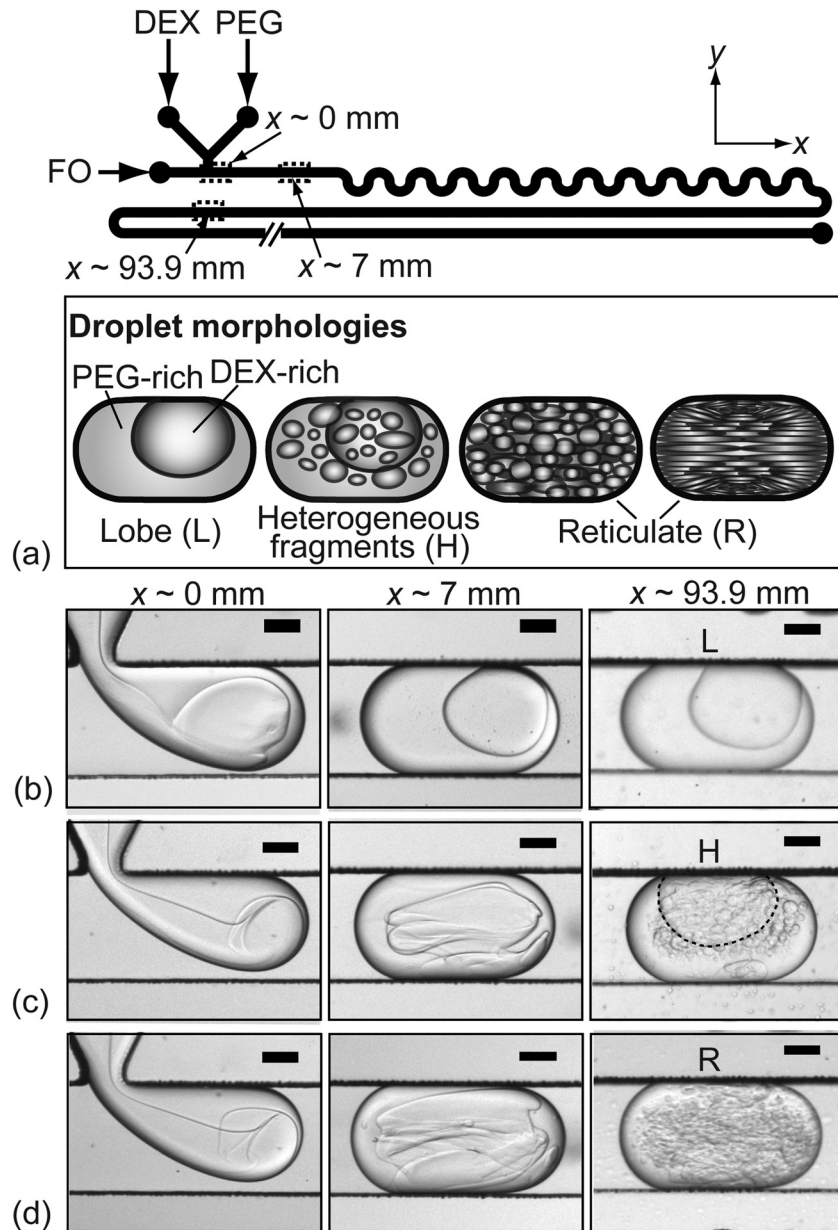 DEX PEG
x ~ 0 mm
y
x
FO
x ~ 93.9 mm
x ~ 7 mm
Droplet morphologies
PEG-rich
DEX-rich
Lobe (L)
Heterogeneous
fragments (H)
Reticulate (R)
(a)
x ~ 0 mm x ~ 7 mm x ~ 93.9 mm
L
(b)
H
(c)
R
(d)